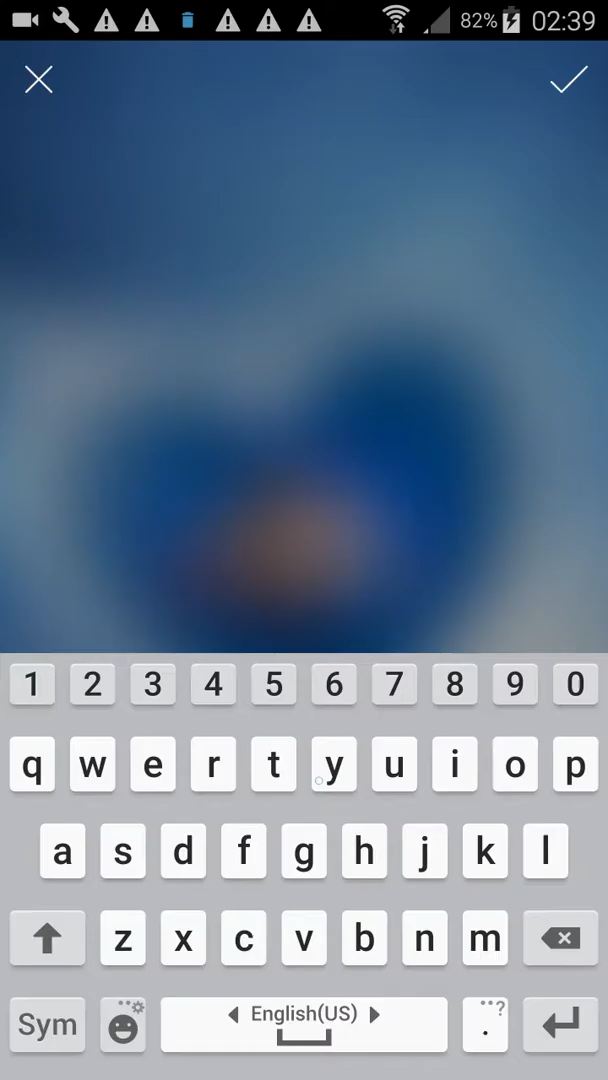 82% 02:39
1 2 3 4 5 6 7 8 9 0
q w e r t y u i o p
a s d f g h j k l
z x c v b n m
Sym English(US) . ?